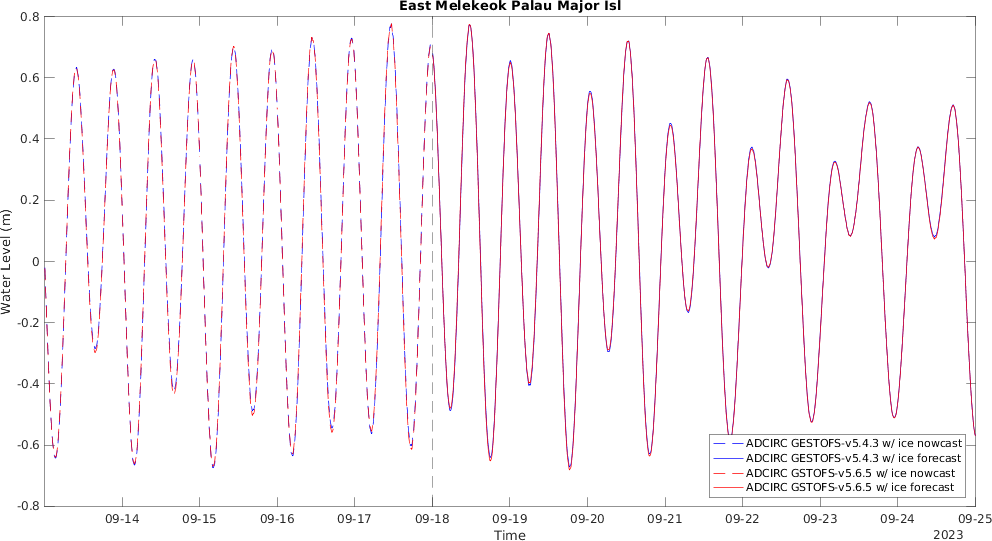 East Melekeok Palau Major Isl
Water Level (m)
0.8
0.6
0.4
0.2
0
-0.2
-0.4
-0.6
-0.8
ADCIRC GESTOFS-v5.4.3 w/ ice nowcast
ADCIRC GESTOFS-v5.4.3 w/ ice forecast
ADCIRC GSTOFS-v5.6.5 w/ ice nowcast
ADCIRC GSTOFS-v5.6.5 w/ ice forecast
09-14 09-15 09-16 09-17 09-18 09-19 09-20 09-21 09-22 09-23 09-24 09-25
Time
2023